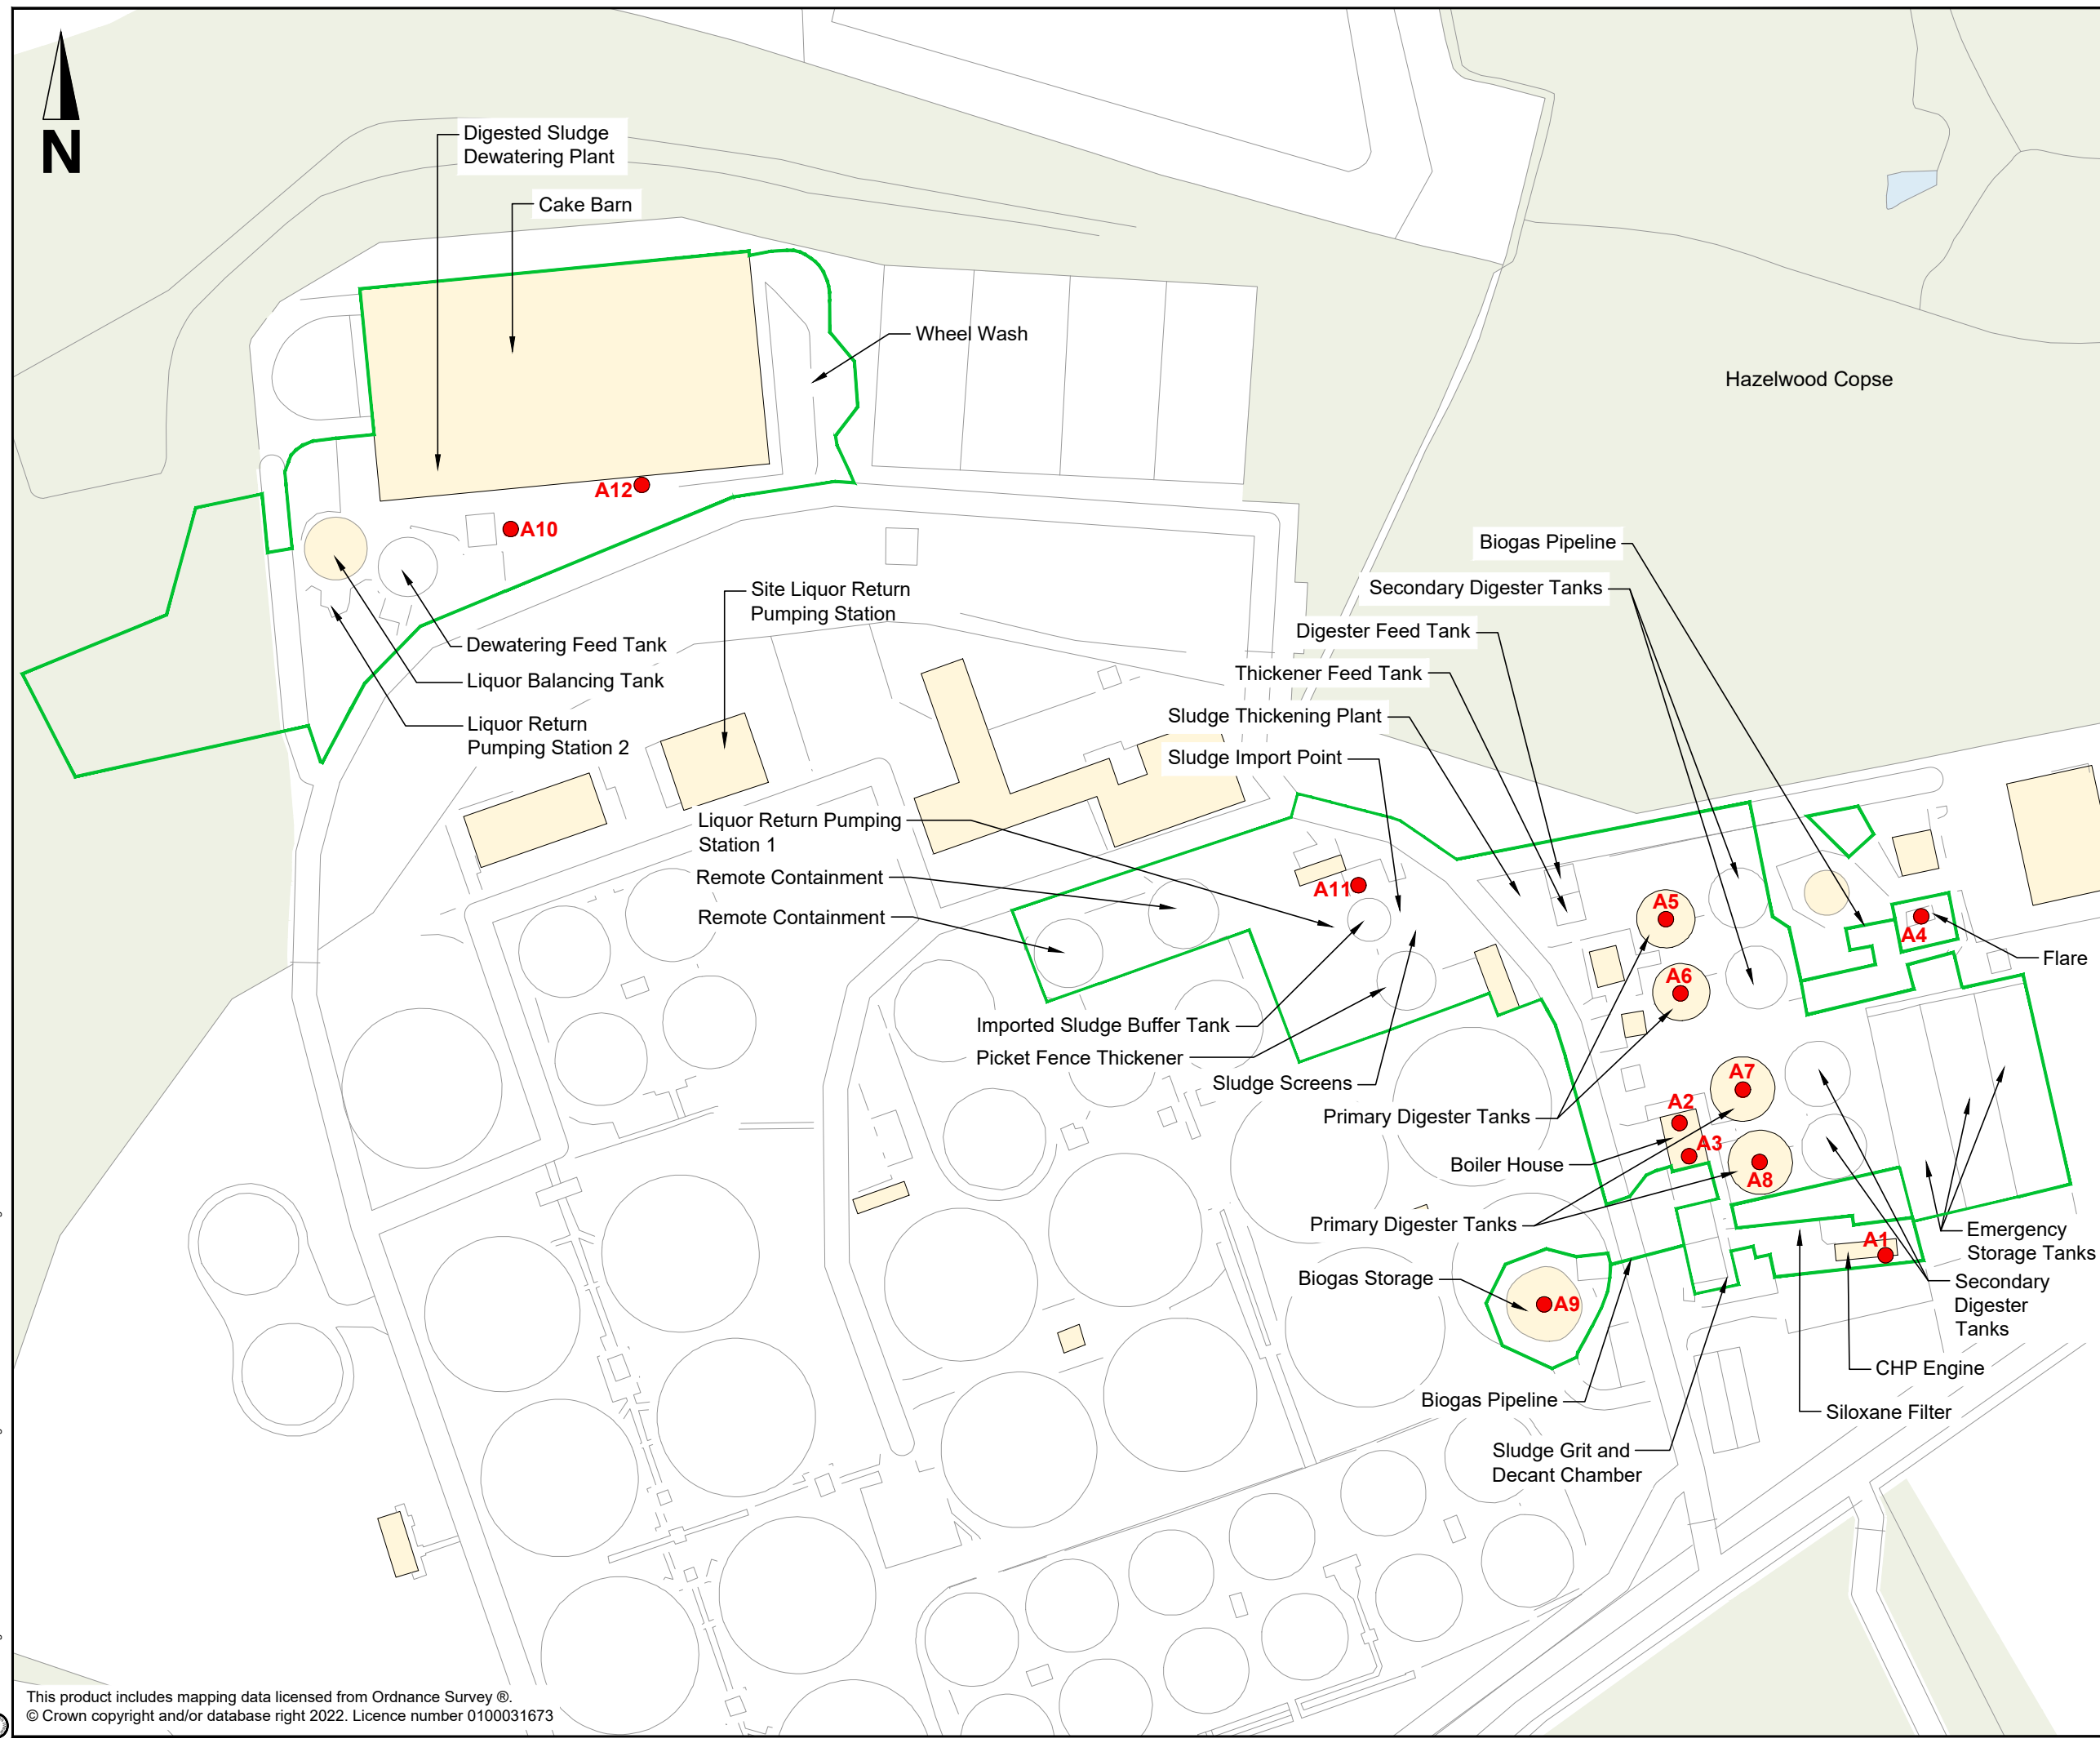 N
Digested Sludge
Dewatering Plant
Cake Barn
Wheel Wash
Hazelwood Copse
A12
A10
Biogas Pipeline
Secondary Digester Tanks
Site Liquor Return
Pumping Station
Digester Feed Tank
Dewatering Feed Tank
Thickener Feed Tank
Liquor Balancing Tank
Sludge Thickening Plant
Liquor Return
Pumping Station 2
Sludge Import Point
Liquor Return Pumping
Station 1
Remote Containment
A11
A5
Remote Containment
A4
Flare
A6
Imported Sludge Buffer Tank
Picket Fence Thickener
Sludge Screens
A7
A2
Primary Digester Tanks
A3
Boiler House
A8
Primary Digester Tanks
Emergency
Storage Tanks
A1
Biogas Storage
A9
Secondary
Digester
Tanks
CHP Engine
Biogas Pipeline
Siloxane Filter
Sludge Grit and
Decant Chamber
This product includes mapping data licensed from Ordnance Survey ®.
© Crown copyright and/or database right 2022. Licence number 0100031673